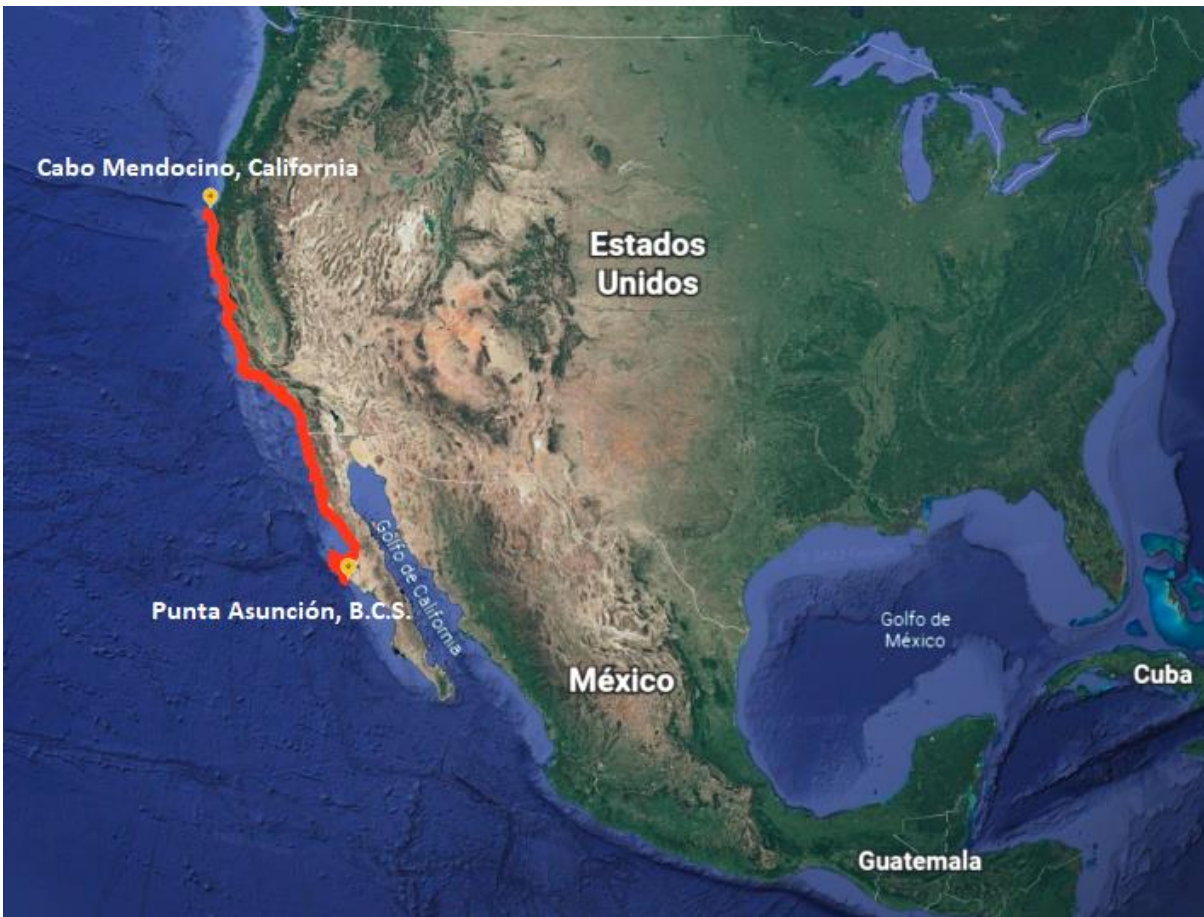 Cabo Mendocino, California
Estados
Unidos
Golfo de California
Punta Asunción, B.C.S.
Golfo de
México
México
Cuba
Guatemala